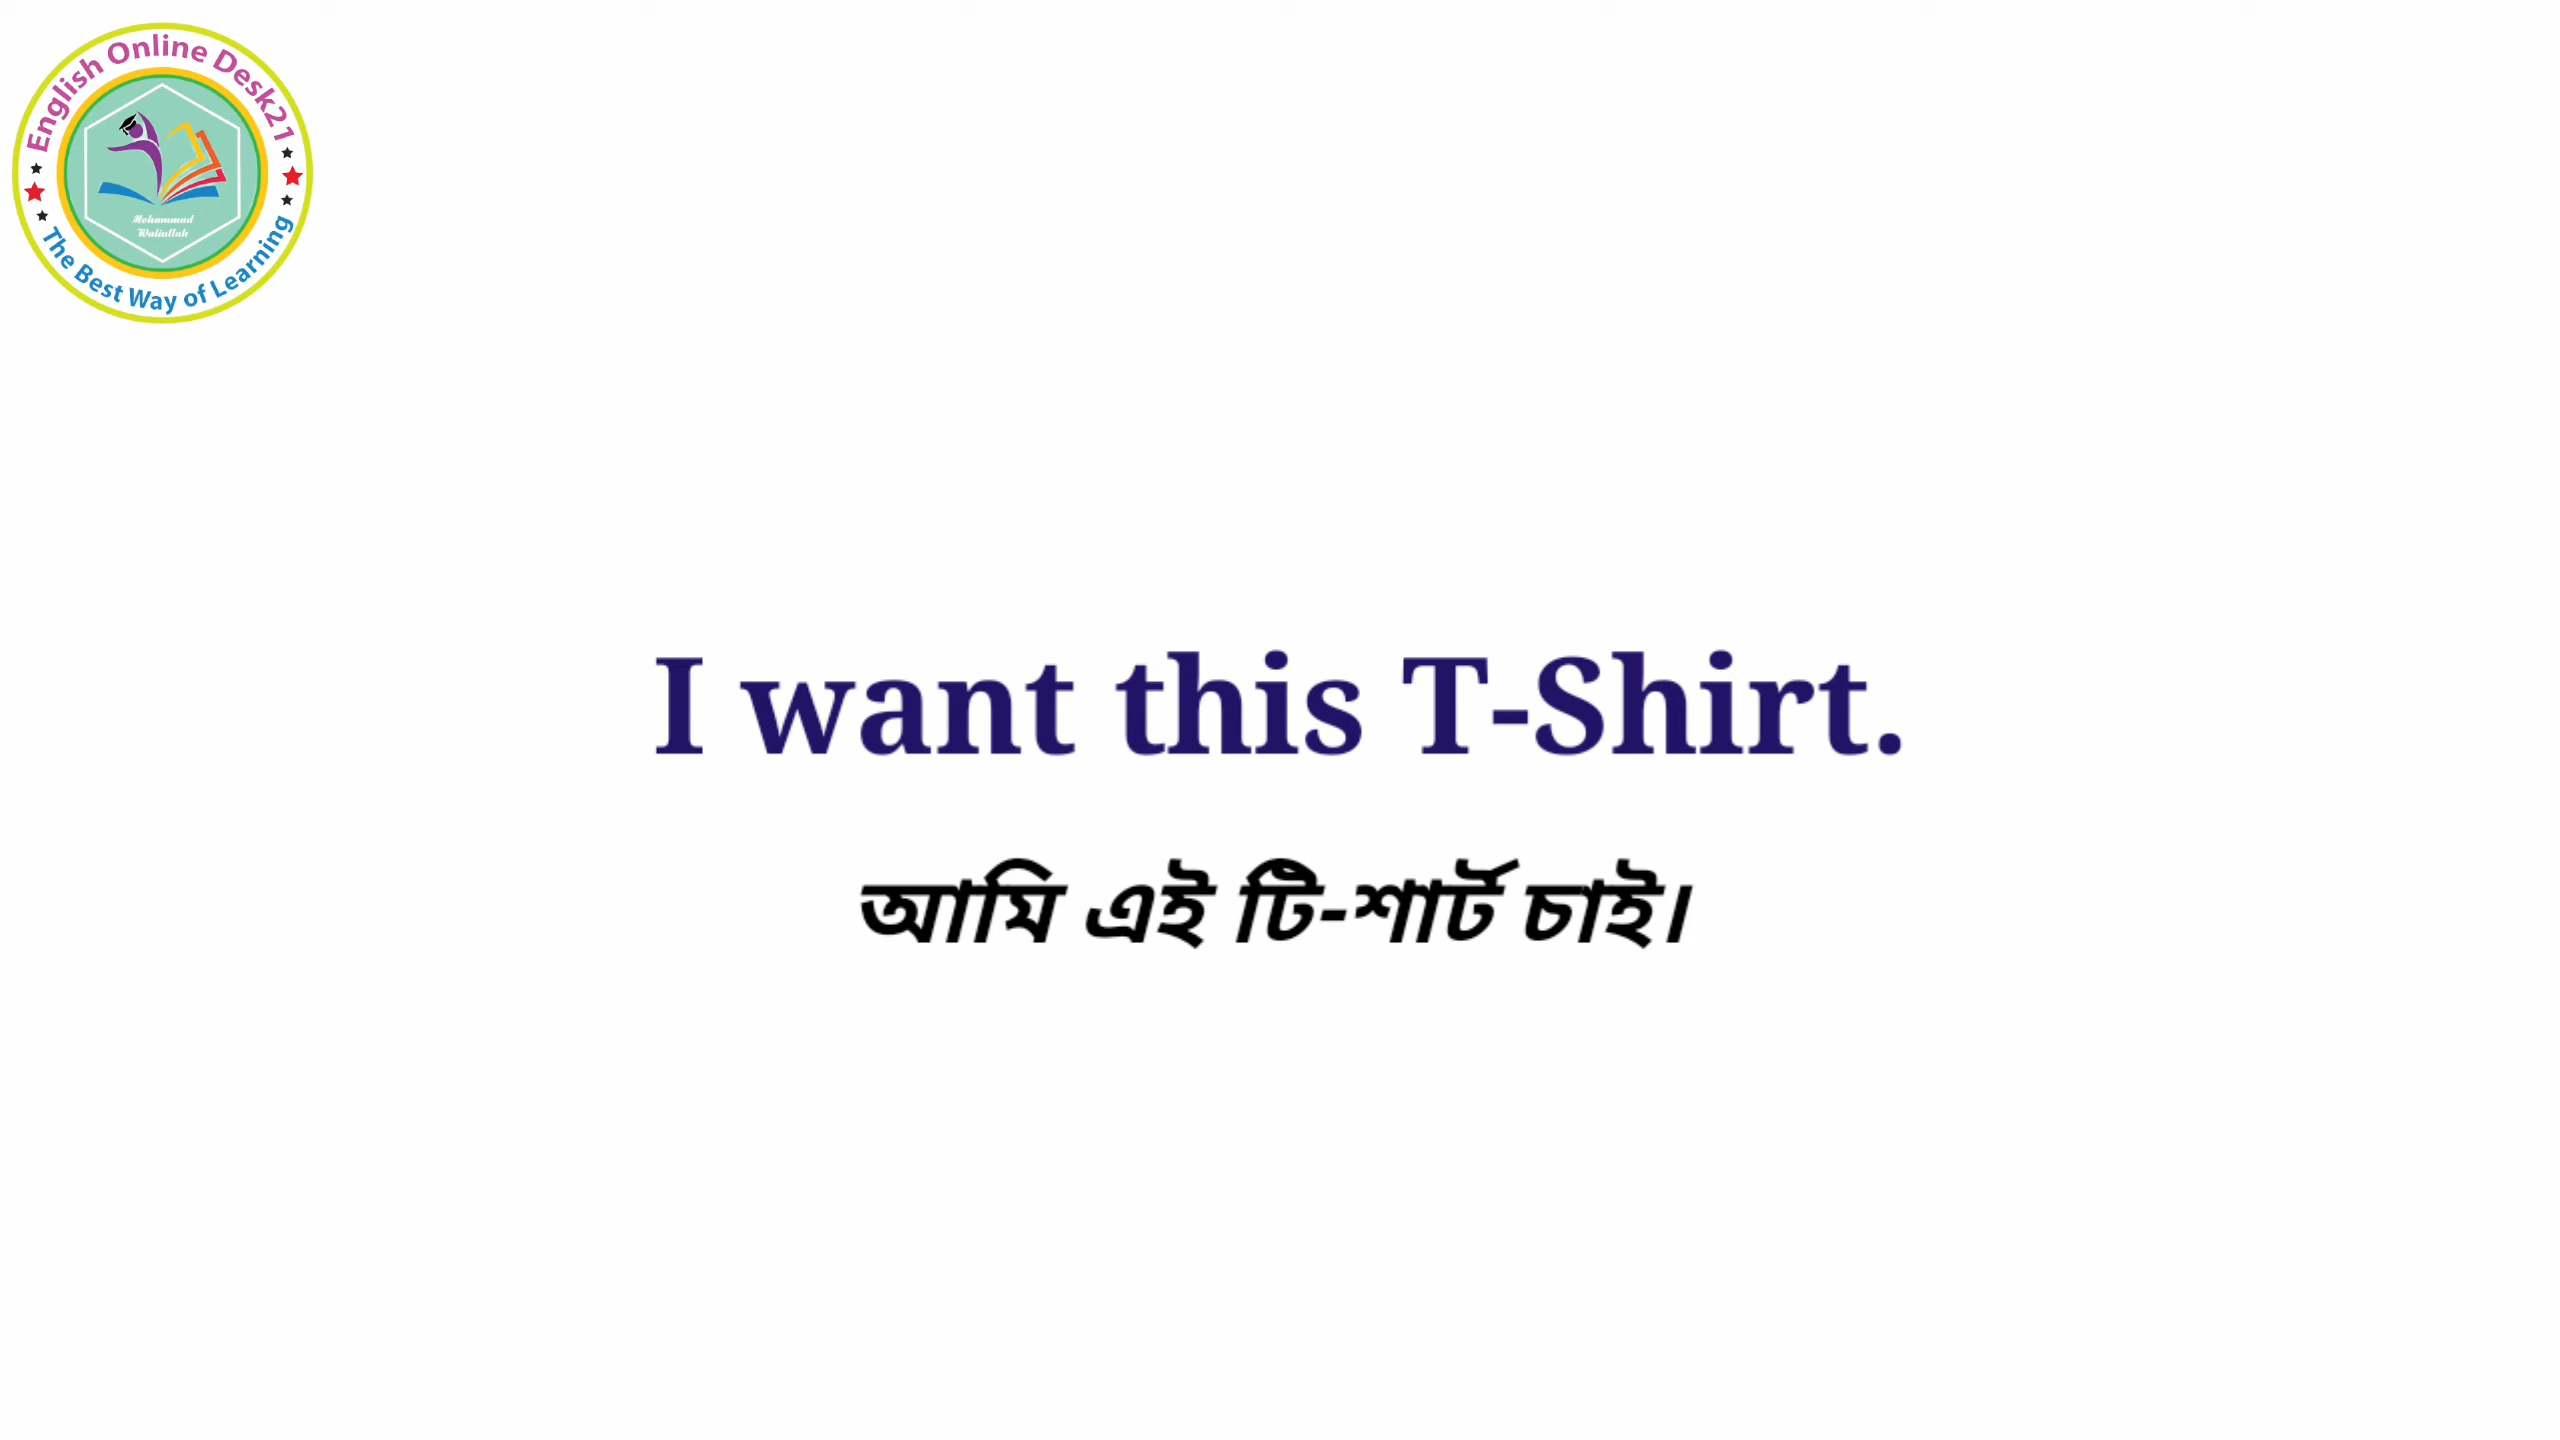 English Online Desk21
Mohammad
Waliullah
The Best Way of Learning
I want this T-Shirt.
আমি এই টি-শার্ট চাই।